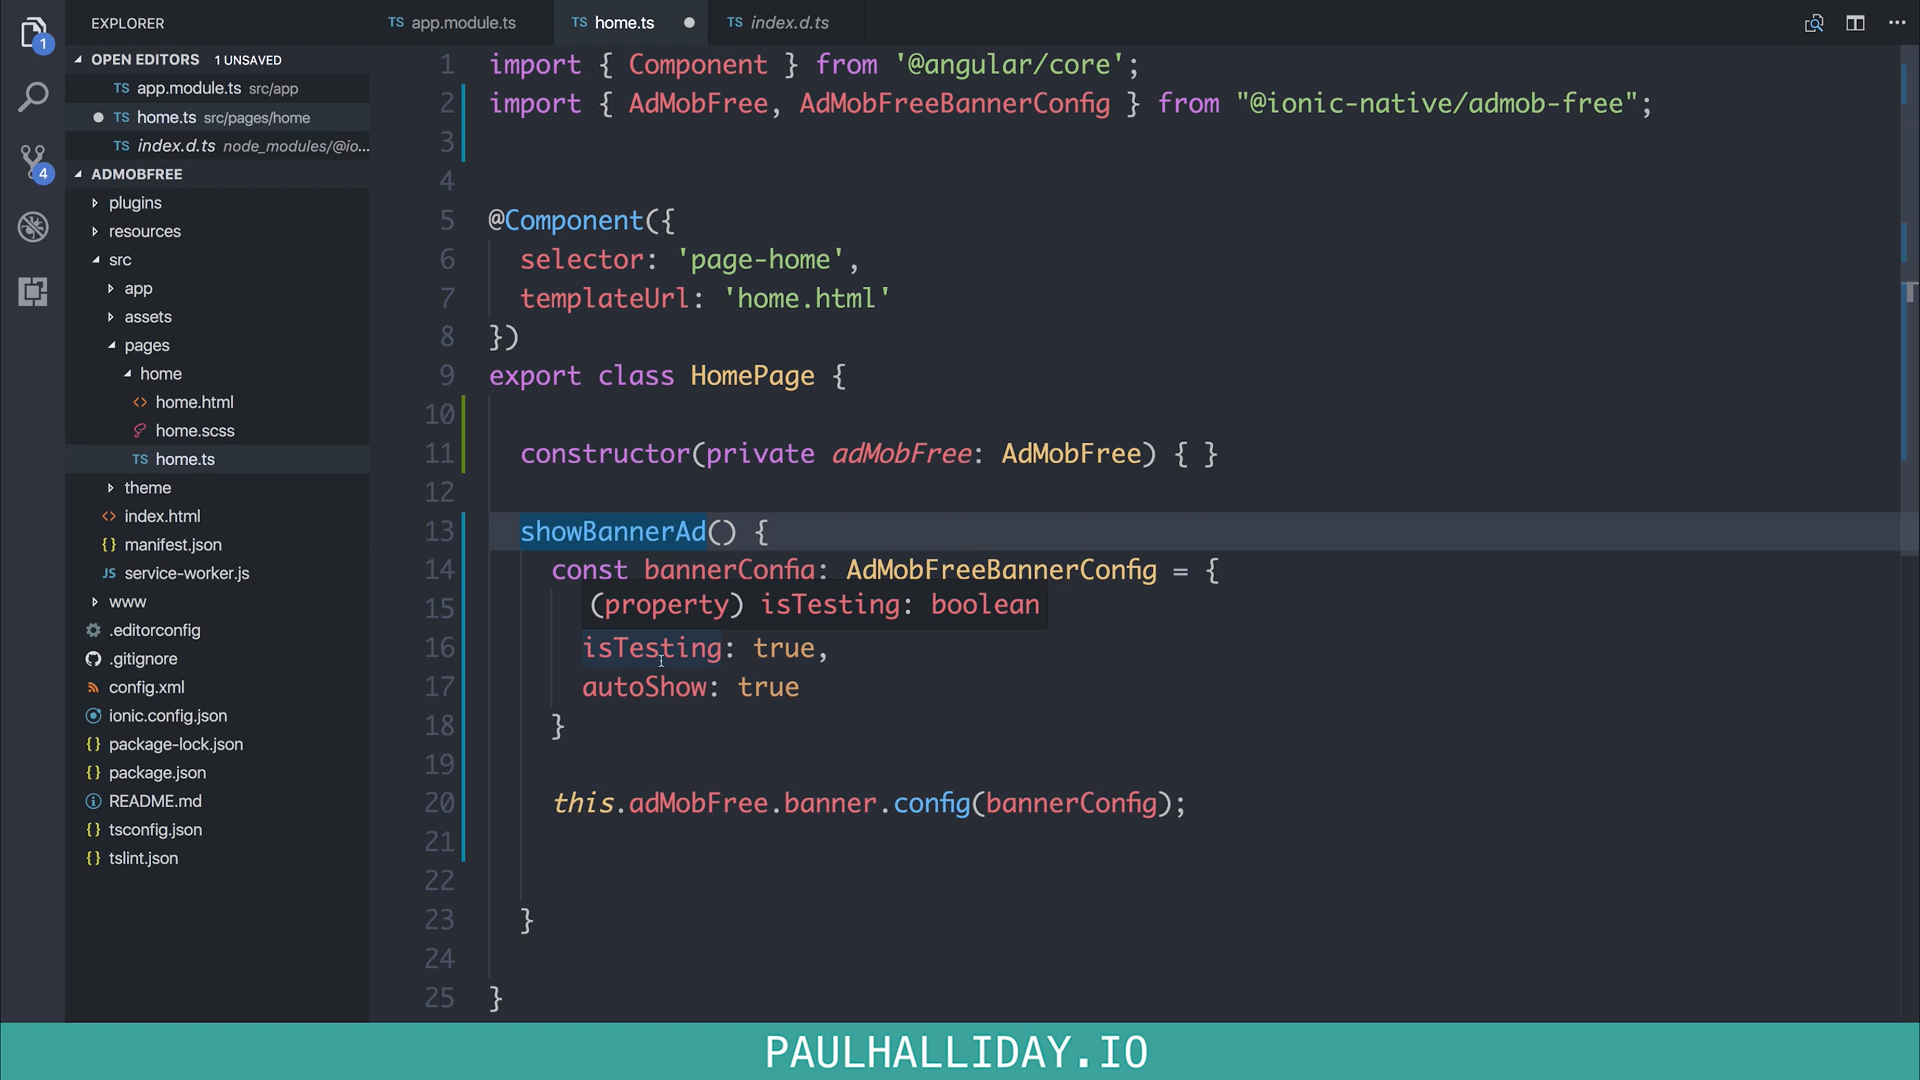 EXPLORER
OPEN EDITORS 1 UNSAVED
TS app.module.ts src/app
TS home.ts src/pages/home
TS index.d.ts node_modules/@io...
ADMOBFREE
plugins
resources
src
app
assets
pages
home
<> home.html
home.scss
TS home.ts
theme
<> index.html
{} manifest.json
JS service-worker.js
www
.editorconfig
.gitignore
config.xml
ionic.config.json
{} package-lock.json
{} package.json
README.md
{} tsconfig.json
{} tslint.json
1
4
TS app.module.ts
TS home.ts
TS index.d.ts
1 import { Component } from '@angular/core';
2 import { AdMobFree, AdMobFreeBannerConfig } from "@ionic-native/admob-free";
3
4
5 @Component({
6 selector: 'page-home',
7 templateUrl: 'home.html'
8 })
9 export class HomePage {
10
11 constructor(private adMobFree: AdMobFree) { }
12
13 showBannerAd() {
14 const bannerConfig: AdMobFreeBannerConfig = {
15 (property) isTesting: boolean
16 isTesting: true,
17 autoShow: true
18 }
19
20 this.adMobFree.banner.config(bannerConfig);
21
22
23 }
24
25 }
PAULHALLIDAY.IO